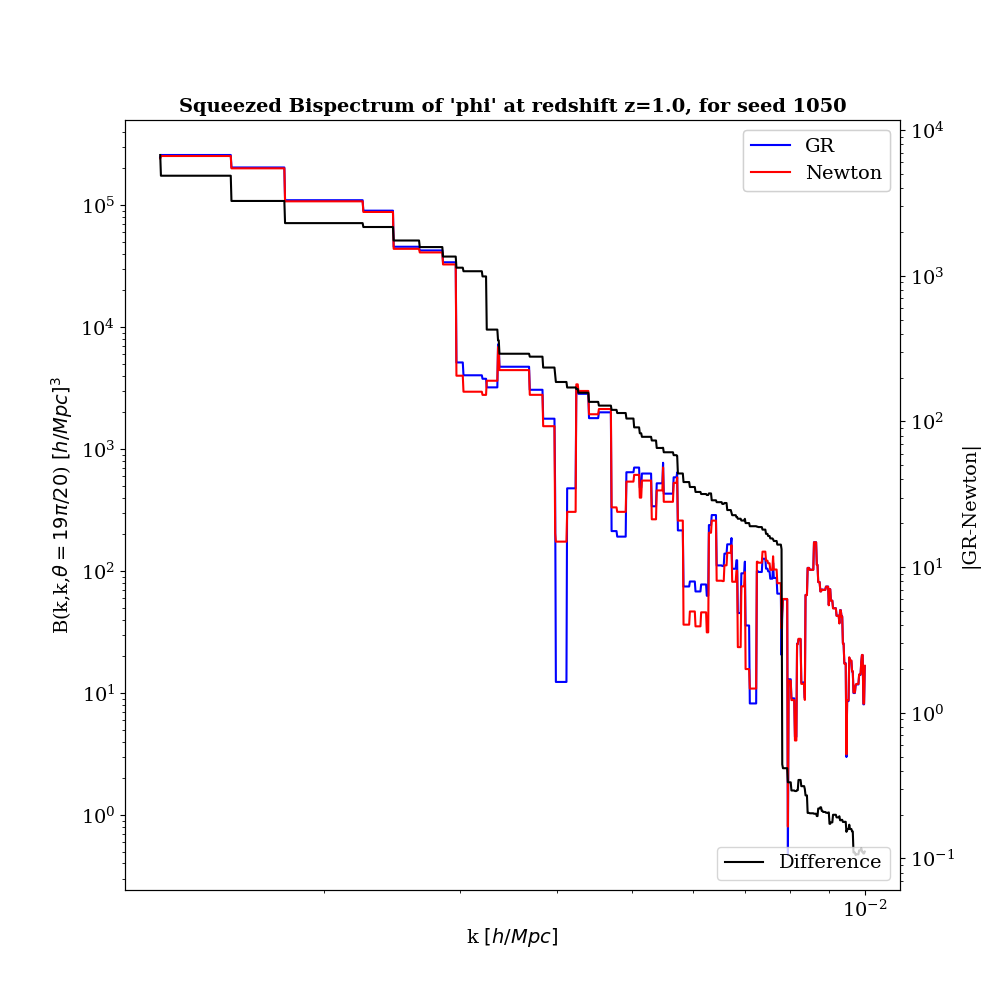 Squeezed Bispectrum of 'phi' at redshift z=1.0, for seed 1050
GR
Newton
Difference
B(k,k,θ = 19π/20) [h/Mpc]³
10⁵
10⁴
10³
10²
10¹
10⁰
|GR-Newton|
10⁴
10³
10²
10¹
10⁰
10⁻¹
10⁻²
k [h/Mpc]